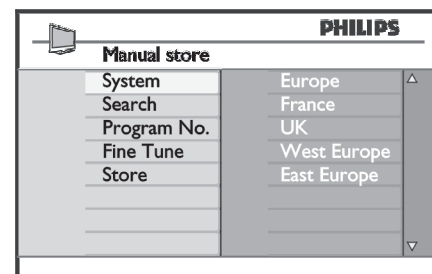 PHILIPS
Manual store
System
Search
Program No.
Fine Tune
Store
Europe
France
UK
West Europe
East Europe